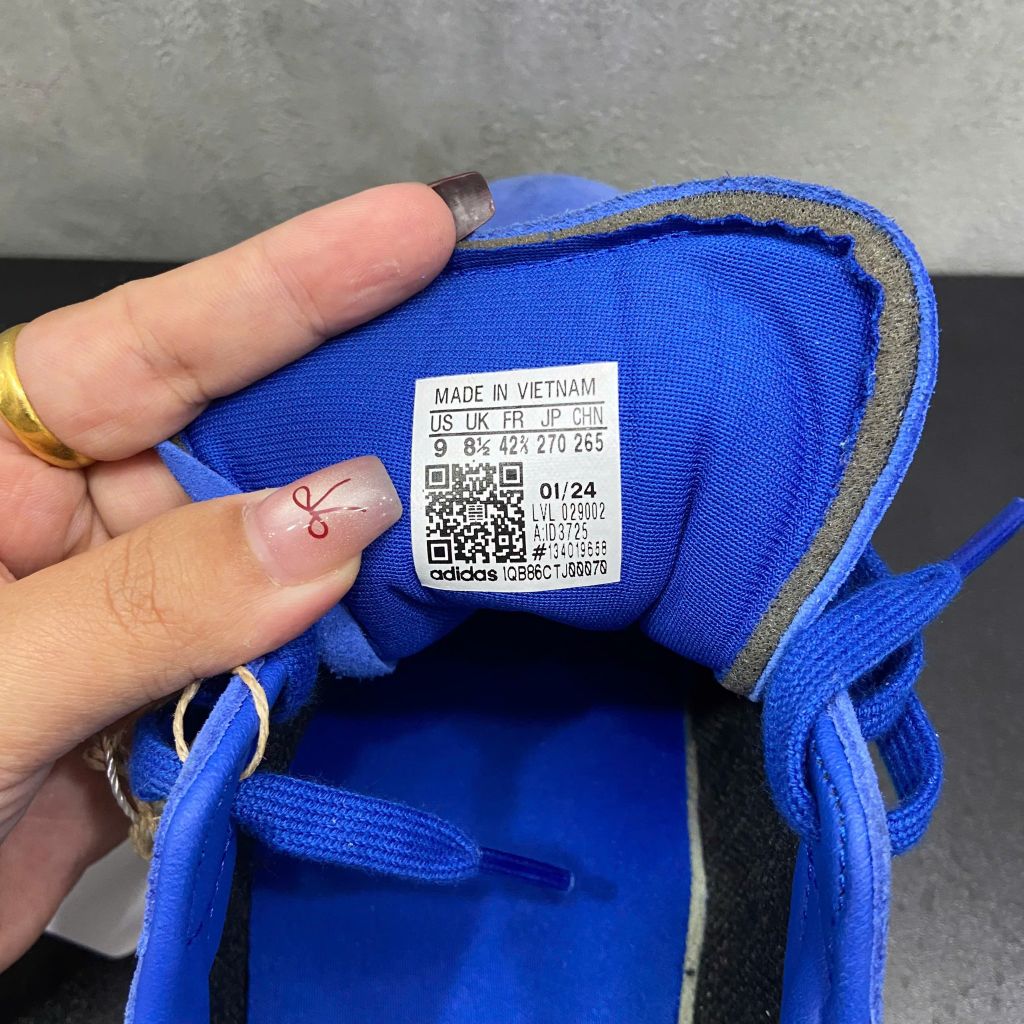 MADE IN VIETNAM
US UK FR JP CHN
9 8½ 42⅔ 270 265
01/24
LVL 029002
A:ID3725
#134019658
adidas 1QB86CTJ00070